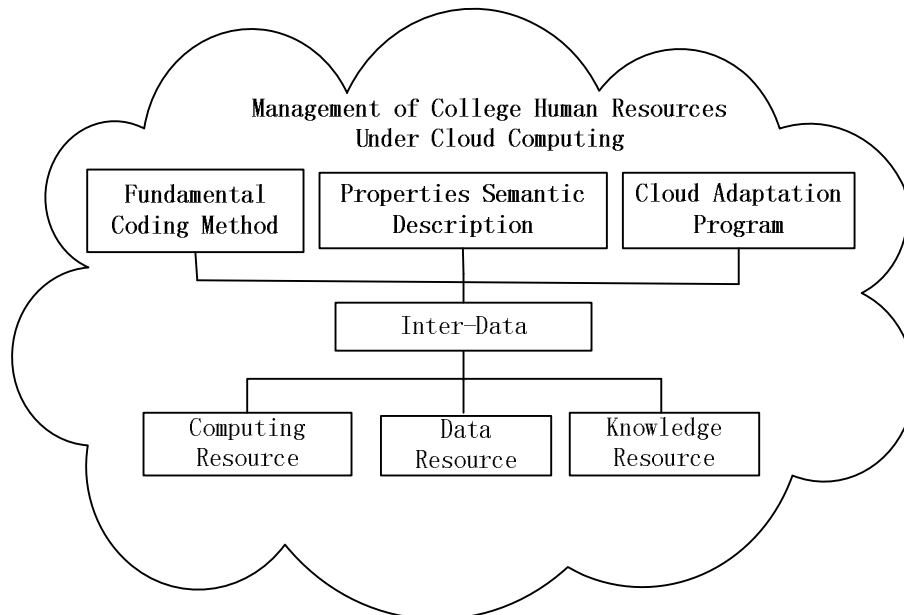 Management of College Human Resources
Under Cloud Computing
Fundamental
Coding Method
Properties Semantic
Description
Cloud Adaptation
Program
Inter-Data
Computing
Resource
Data
Resource
Knowledge
Resource